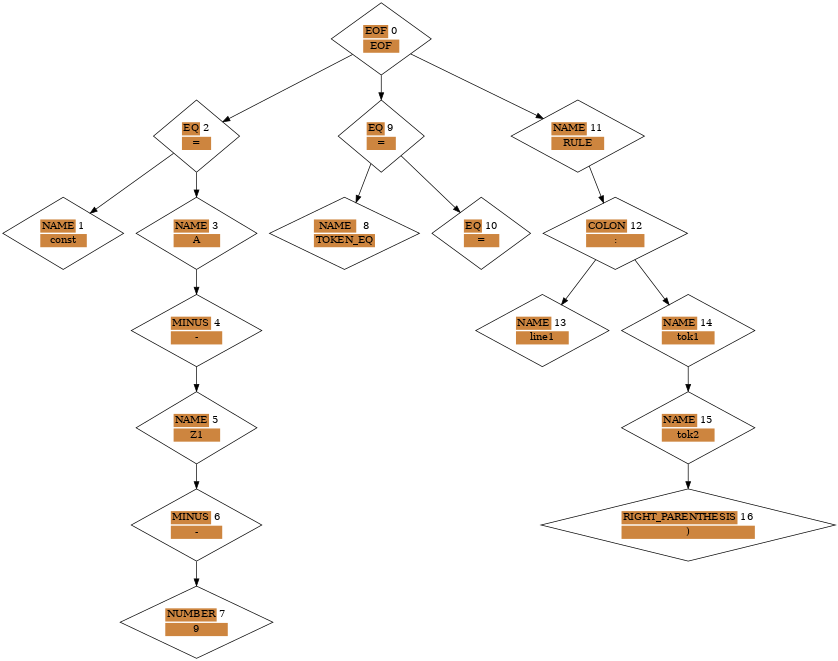 EOF 0
EOF
EQ 2
=
EQ 9
=
NAME 11
RULE
NAME 1
const
NAME 3
A
NAME 8
TOKEN_EQ
EQ 10
=
COLON 12
:
MINUS 4
-
NAME 13
line1
NAME 14
tok1
NAME 5
Z1
NAME 15
tok2
MINUS 6
-
RIGHT_PARENTHESIS 16
)
NUMBER 7
9